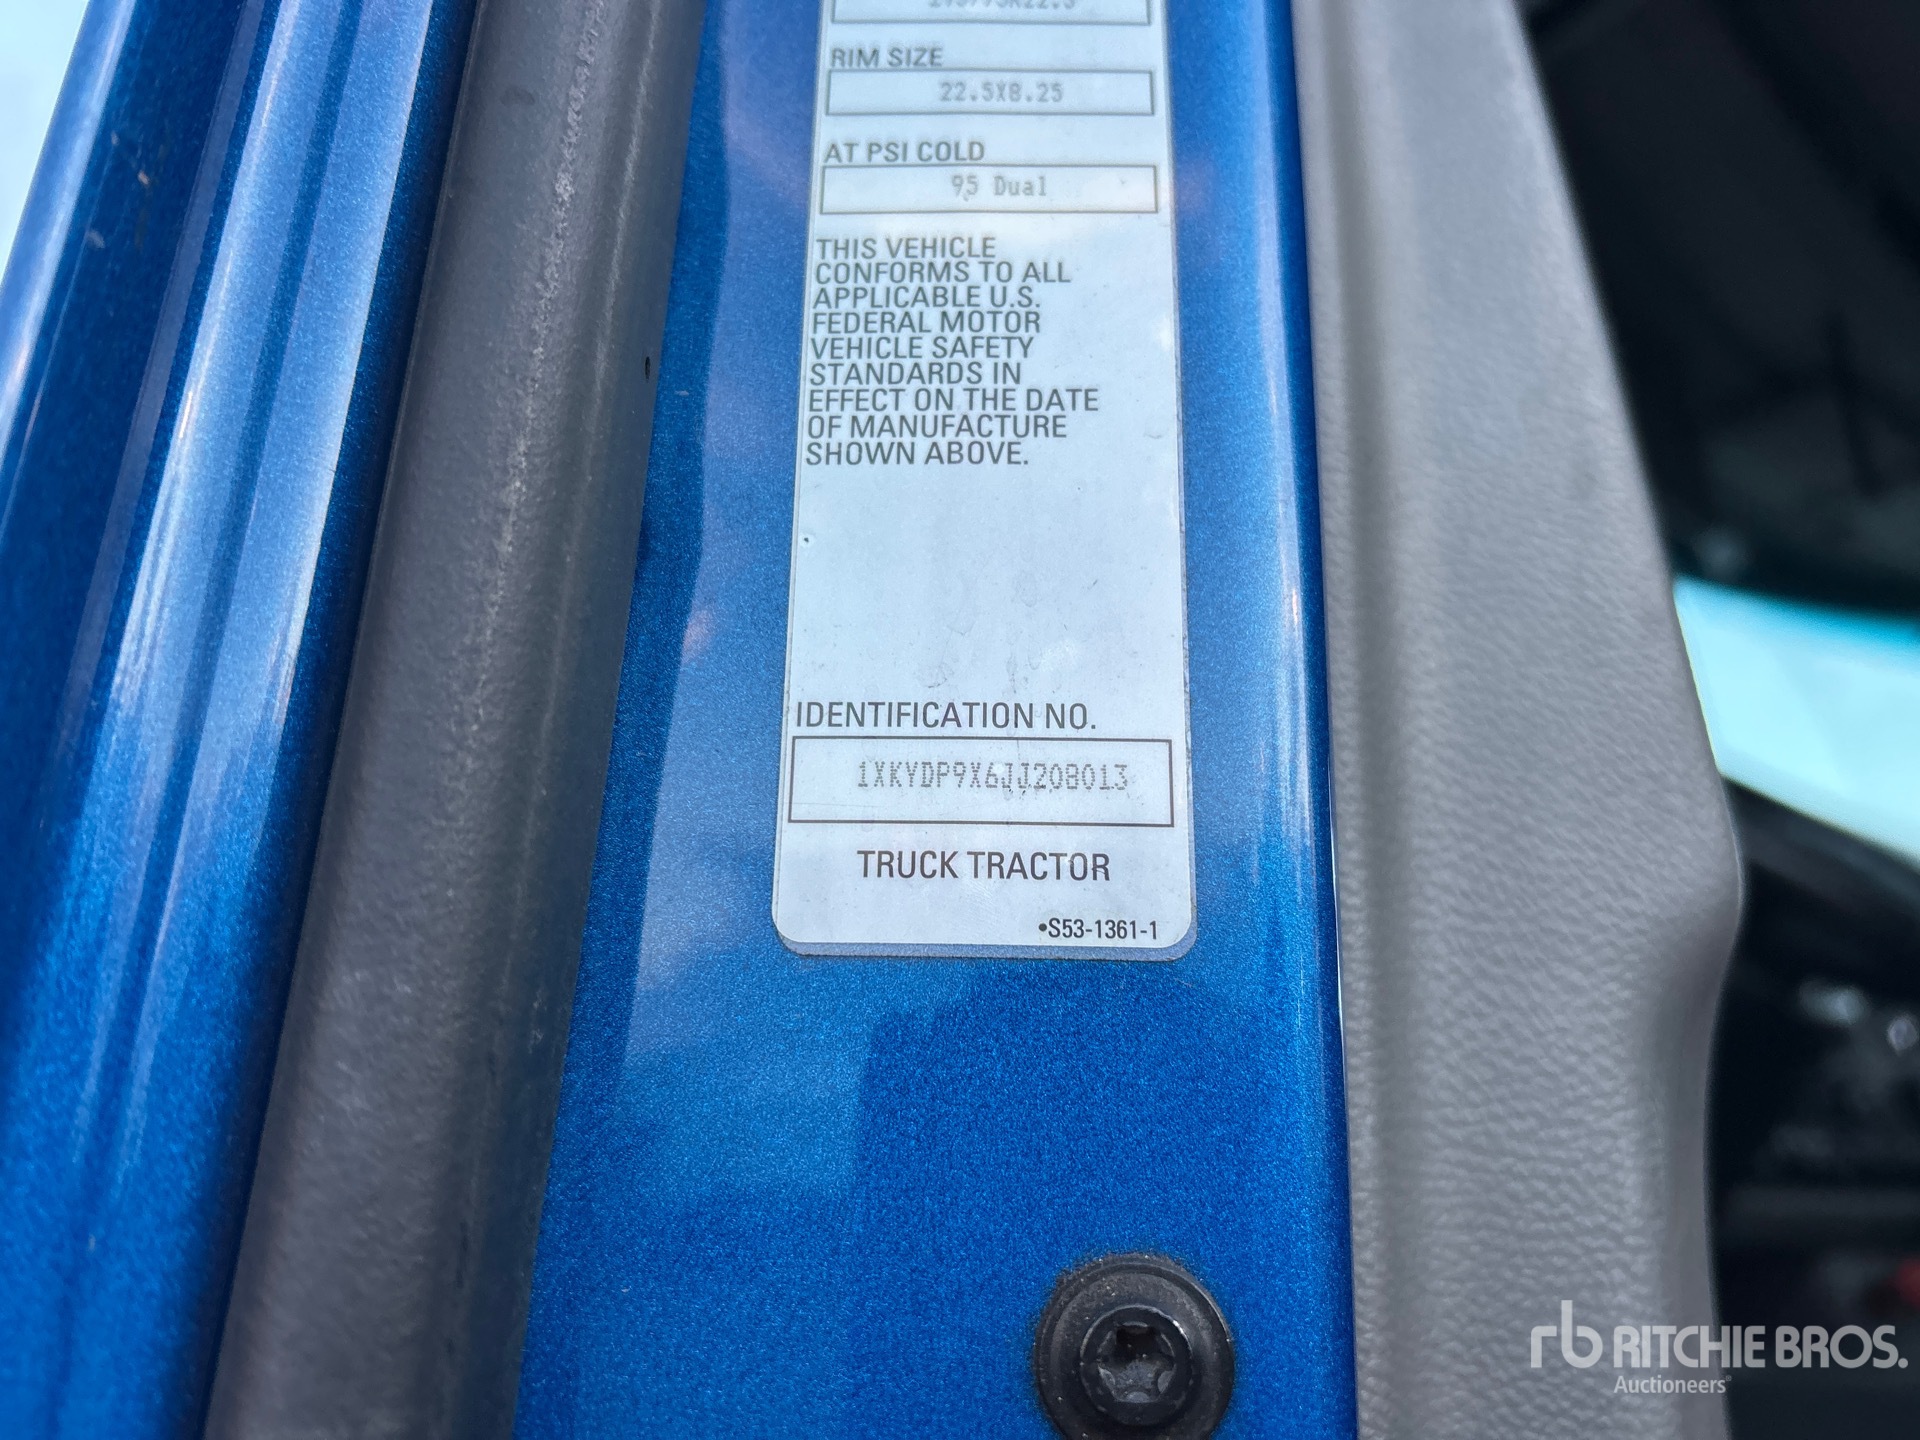 RIM SIZE
22.5X8.25
AT PSI COLD
95 Dual
THIS VEHICLE
CONFORMS TO ALL
APPLICABLE U.S.
FEDERAL MOTOR
VEHICLE SAFETY
STANDARDS IN
EFFECT ON THE DATE
OF MANUFACTURE
SHOWN ABOVE.
IDENTIFICATION NO.
1XKYDP9X6JJ208013
TRUCK TRACTOR
•S53-1361-1
rb RITCHIE BROS.
Auctioneers